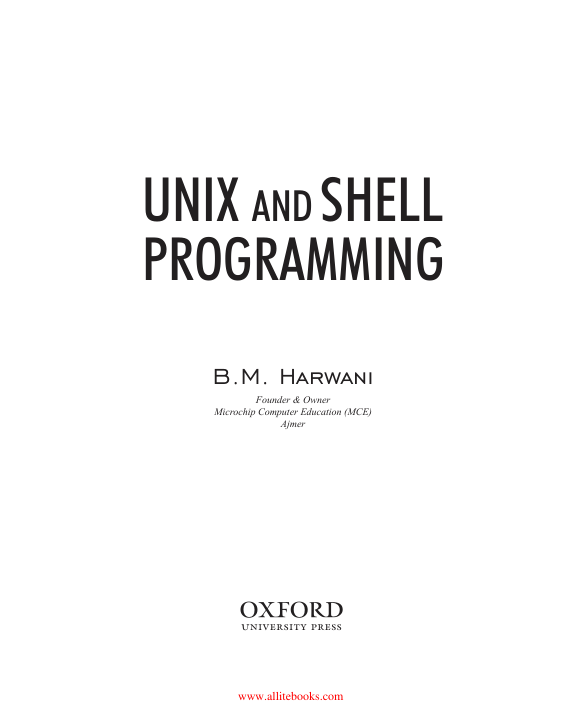 UNIX AND SHELL
PROGRAMMING
B.M. HARWANI
Founder & Owner
Microchip Computer Education (MCE)
Ajmer
OXFORD
UNIVERSITY PRESS
www.allitebooks.com